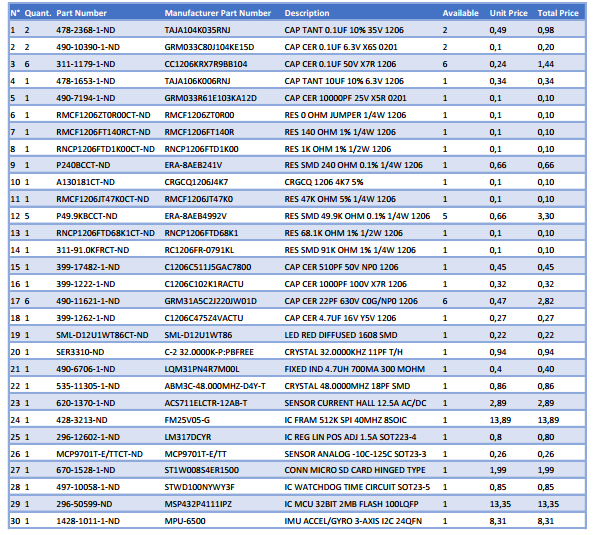 N° Quant. Part Number Manufacturer Part Number Description Available Unit Price Total Price
1 2 478-2368-1-ND TAJA104K035RNJ CAP TANT 0.1UF 10% 35V 1206 2 0,49 0,98
2 2 490-10390-1-ND GRM033C80J104KE15D CAP CER 0.1UF 6.3V X6S 0201 2 0,1 0,20
3 6 311-1179-1-ND CC1206KRX7R9BB104 CAP CER 0.1UF 50V X7R 1206 6 0,24 1,44
4 1 478-1653-1-ND TAJA106K006RNJ CAP TANT 10UF 10% 6.3V 1206 1 0,34 0,34
5 1 490-7194-1-ND GRM033R61E103KA12D CAP CER 10000PF 25V X5R 0201 1 0,1 0,10
6 1 RMCF1206ZT0R00CT-ND RMCF1206ZT0R00 RES 0 OHM JUMPER 1/4W 1206 1 0,1 0,10
7 1 RMCF1206FT140RCT-ND RMCF1206FT140R RES 140 OHM 1% 1/4W 1206 1 0,1 0,10
8 1 RNCP1206FTD1K00CT-ND RNCP1206FTD1K00 RES 1K OHM 1% 1/2W 1206 1 0,1 0,10
9 1 P240BCCT-ND ERA-8AEB241V RES SMD 240 OHM 0.1% 1/4W 1206 1 0,66 0,66
10 1 A130181CT-ND CRGCQ1206J4K7 CRGCQ 1206 4K7 5% 1 0,1 0,10
11 1 RMCF1206JT47K0CT-ND RMCF1206JT47K0 RES 47K OHM 5% 1/4W 1206 1 0,1 0,10
12 5 P49.9KBCCT-ND ERA-8AEB4992V RES SMD 49.9K OHM 0.1% 1/4W 1206 5 0,66 3,30
13 1 RNCP1206FTD68K1CT-ND RNCP1206FTD68K1 RES 68.1K OHM 1% 1/2W 1206 1 0,1 0,10
14 1 311-91.0KFRCT-ND RC1206FR-0791KL RES SMD 91K OHM 1% 1/4W 1206 1 0,1 0,10
15 1 399-17482-1-ND C1206C511J5GAC7800 CAP CER 510PF 50V NP0 1206 1 0,45 0,45
16 1 399-1222-1-ND C1206C102K1RACTU CAP CER 1000PF 100V X7R 1206 1 0,32 0,32
17 6 490-11621-1-ND GRM31A5C2J220JW01D CAP CER 22PF 630V C0G/NP0 1206 6 0,47 2,82
18 1 399-1262-1-ND C1206C475Z4VACTU CAP CER 4.7UF 16V Y5V 1206 1 0,27 0,27
19 1 SML-D12U1WT86CT-ND SML-D12U1WT86 LED RED DIFFUSED 1608 SMD 1 0,22 0,22
20 1 SER3310-ND C-2 32.0000K-P:PBFREE CRYSTAL 32.0000KHZ 11PF T/H 1 0,94 0,94
21 1 490-6706-1-ND LQM31PN4R7M00L FIXED IND 4.7UH 700MA 300 MOHM 1 0,4 0,40
22 1 535-11305-1-ND ABM3C-48.000MHZ-D4Y-T CRYSTAL 48.0000MHZ 18PF SMD 1 0,86 0,86
23 1 620-1370-1-ND ACS711ELCTR-12AB-T SENSOR CURRENT HALL 12.5A AC/DC 1 2,89 2,89
24 1 428-3213-ND FM25V05-G IC FRAM 512K SPI 40MHZ 8SOIC 1 13,89 13,89
25 1 296-12602-1-ND LM317DCYR IC REG LIN POS ADJ 1.5A SOT223-4 1 0,8 0,80
26 1 MCP9701T-E/TTCT-ND MCP9701T-E/TT SENSOR ANALOG -10C-125C SOT23-3 1 0,26 0,26
27 1 670-1528-1-ND ST1W008S4ER1500 CONN MICRO SD CARD HINGED TYPE 1 1,99 1,99
28 1 497-10058-1-ND STWD100NYWY3F IC WATCHDOG TIME CIRCUIT SOT23-5 1 0,85 0,85
29 1 296-50599-ND MSP432P4111IPZ IC MCU 32BIT 2MB FLASH 100LQFP 1 13,35 13,35
30 1 1428-1011-1-ND MPU-6500 IMU ACCEL/GYRO 3-AXIS I2C 24QFN 1 8,31 8,31